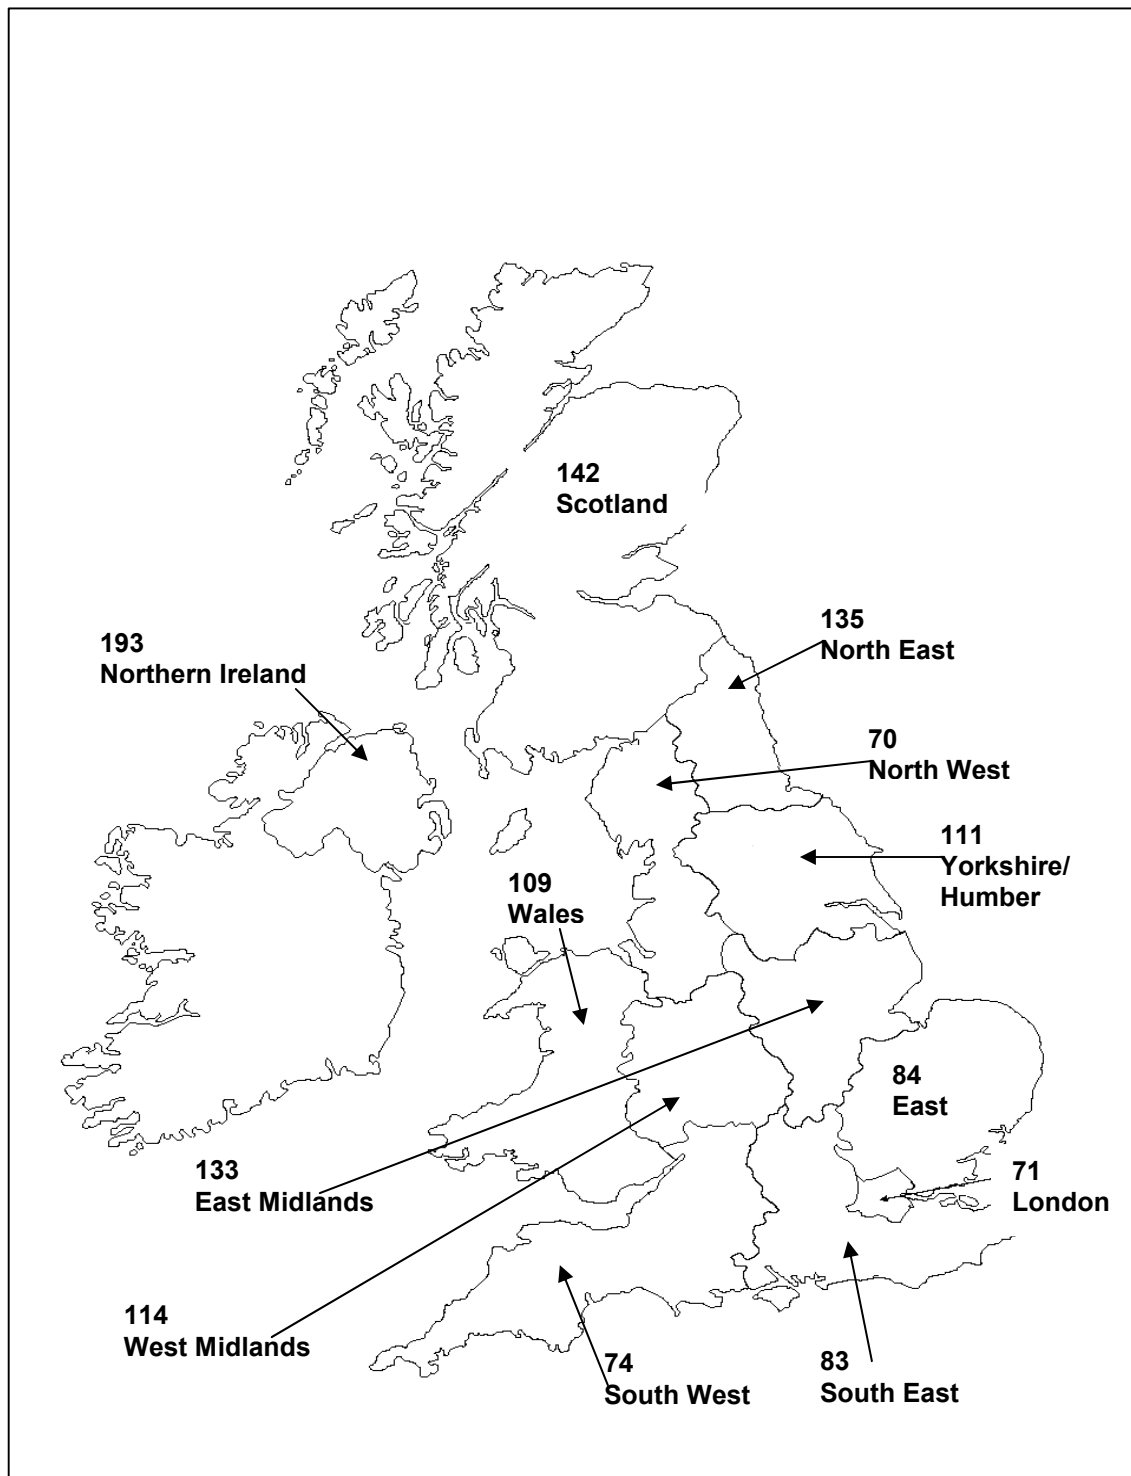 142
Scotland
135
North East
193
Northern Ireland
70
North West
111
Yorkshire/
Humber
109
Wales
84
East
133
East Midlands
71
London
114
West Midlands
74
South West
83
South East